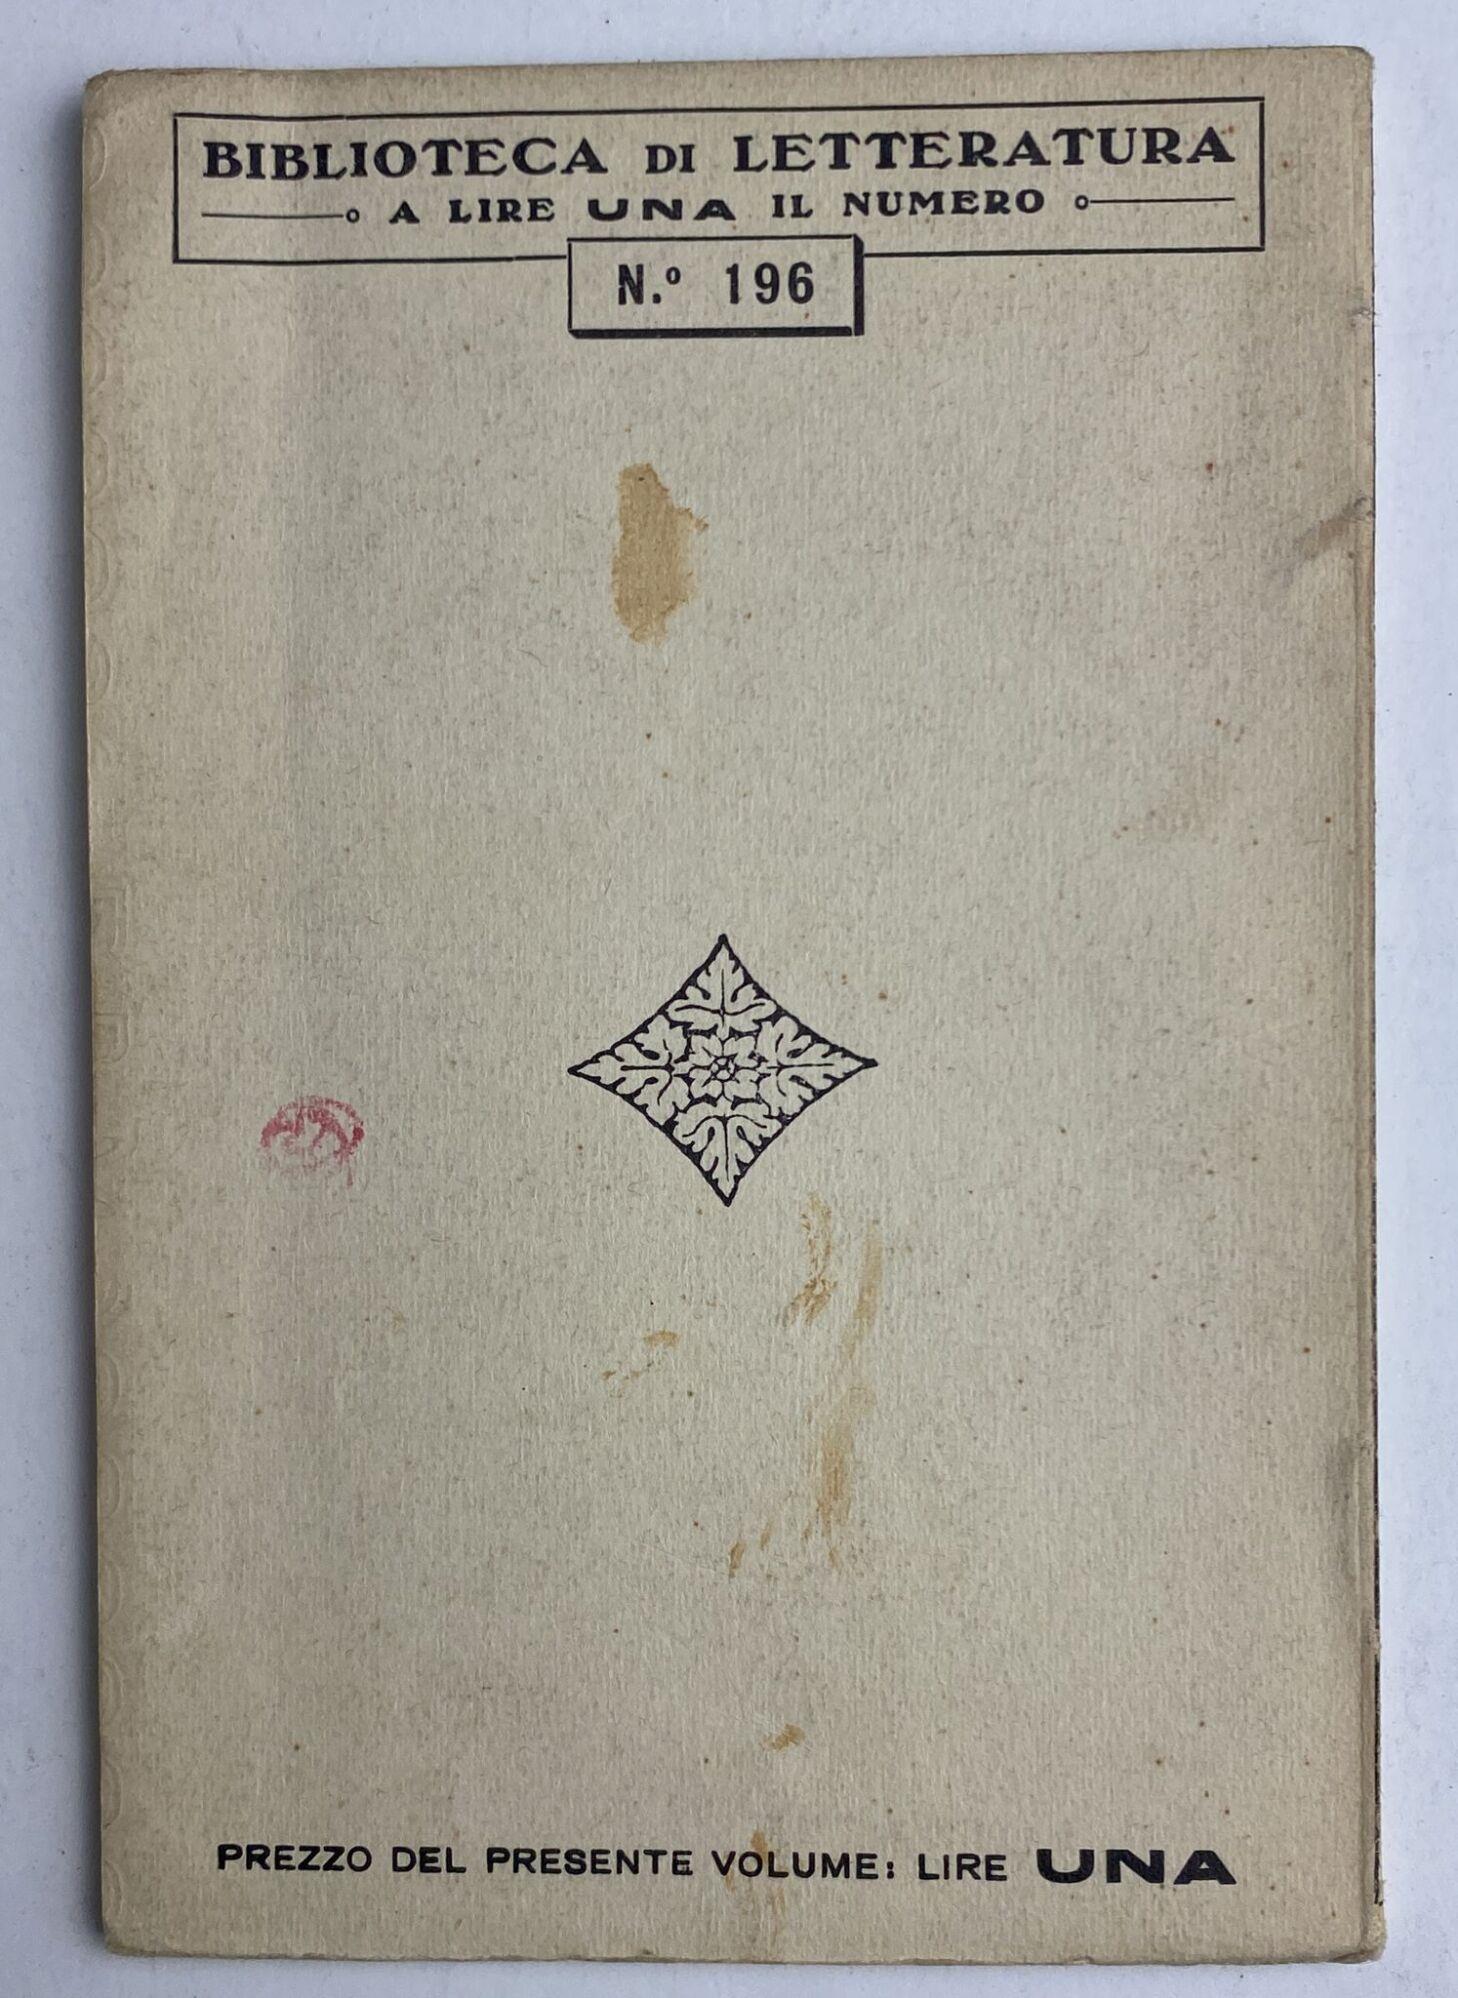 BIBLIOTECA DI LETTERATURA
A LIRE UNA IL NUMERO
N.º 196
PREZZO DEL PRESENTE VOLUME: LIRE UNA